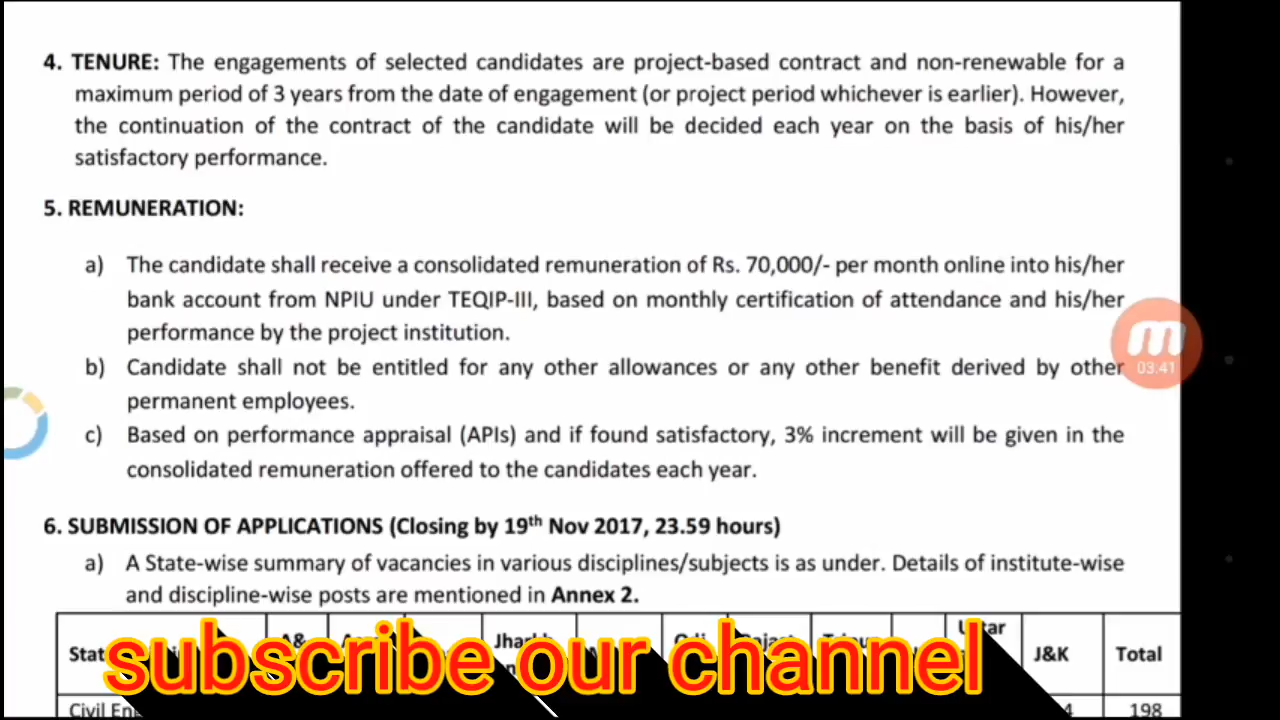 4. TENURE: The engagements of selected candidates are project-based contract and non-renewable for a
maximum period of 3 years from the date of engagement (or project period whichever is earlier). However,
the continuation of the contract of the candidate will be decided each year on the basis of his/her
satisfactory performance.
5. REMUNERATION:
a) The candidate shall receive a consolidated remuneration of Rs. 70,000/- per month online into his/her
bank account from NPIU under TEQIP-III, based on monthly certification of attendance and his/her
performance by the project institution.
03:41
b) Candidate shall not be entitled for any other allowances or any other benefit derived by other
permanent employees.
c) Based on performance appraisal (APIs) and if found satisfactory, 3% increment will be given in the
consolidated remuneration offered to the candidates each year.
6. SUBMISSION OF APPLICATIONS (Closing by 19th Nov 2017, 23.59 hours)
a) A State-wise summary of vacancies in various disciplines/subjects is as under. Details of institute-wise
and discipline-wise posts are mentioned in Annex 2.
J&K Total
subscribe our channel
198